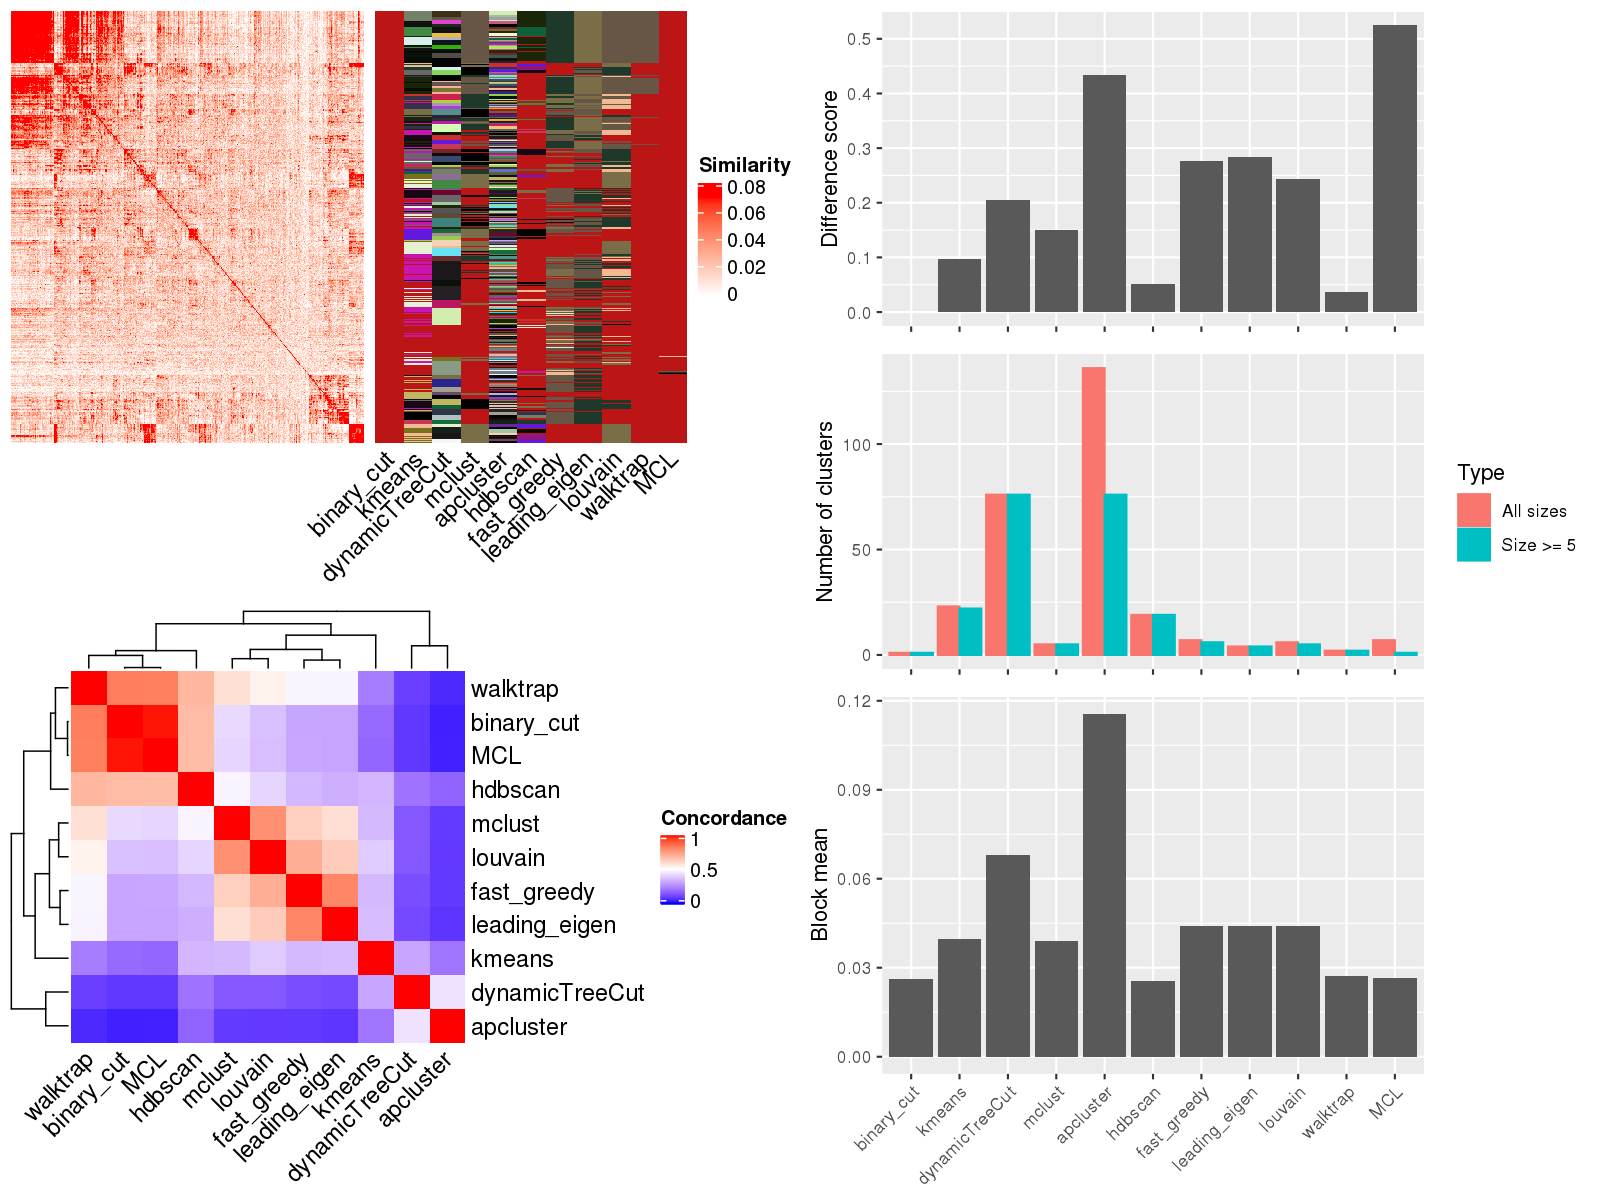 Similarity
0.08
0.06
0.04
0.02
0
binary_cut
kmeans
dynamicTreeCut
mclust
apcluster
hdbscan
fast_greedy
leading_eigen
louvain
walktrap
MCL
walktrap
binary_cut
MCL
hdbscan
mclust
louvain
fast_greedy
leading_eigen
kmeans
dynamicTreeCut
apcluster
walktrap
binary_cut
MCL
hdbscan
mclust
louvain
fast_greedy
leading_eigen
kmeans
dynamicTreeCut
apcluster
Concordance
1
0.5
0
Difference score
0.5
0.4
0.3
0.2
0.1
0.0
Number of clusters
100
50
0
Type
All sizes
Size >= 5
Block mean
0.12
0.09
0.06
0.03
0.00
binary_cut
kmeans
dynamicTreeCut
mclust
apcluster
hdbscan
fast_greedy
leading_eigen
louvain
walktrap
MCL